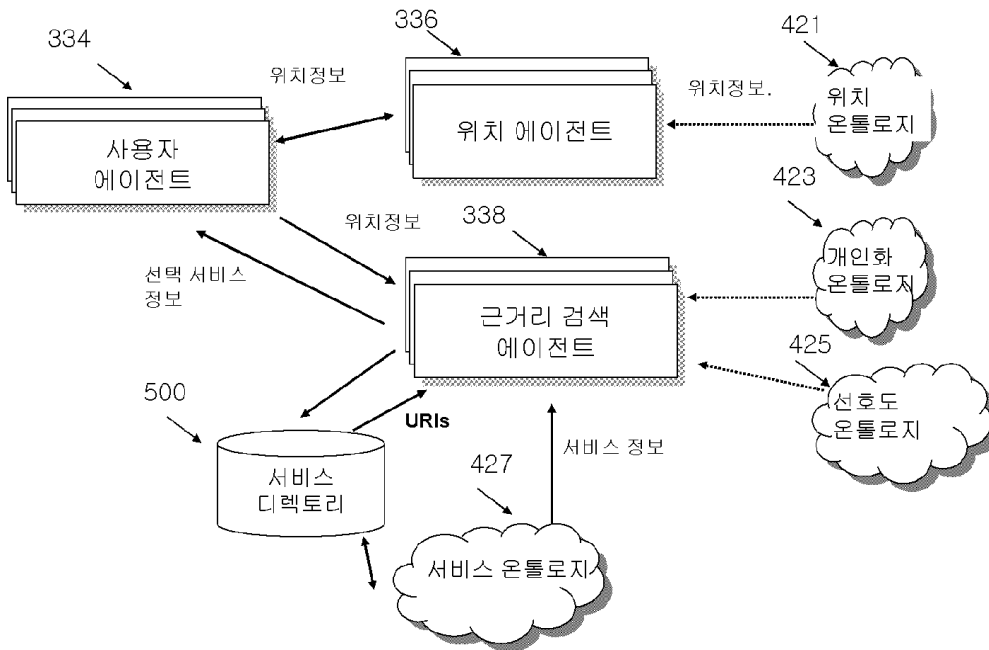 334
336
421
위치정보
위치정보.
위치
온톨로지
사용자
에이전트
위치 에이전트
423
위치정보
338
개인화
온톨로지
선택 서비스
정보
근거리 검색
에이전트
425
500
URIs
선호도
온톨로지
서비스 정보
서비스
디렉토리
427
서비스 온톨로지